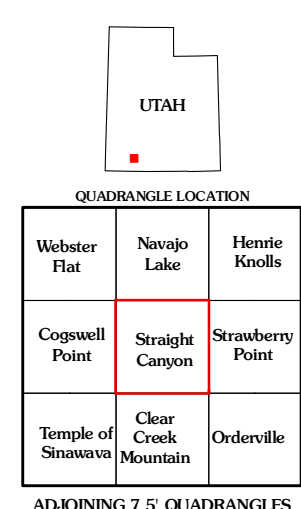 UTAH
QUADRANGLE LOCATION
Webster Flat
Navajo Lake
Henrie Knolls
Cogswell Point
Straight Canyon
Strawberry Point
Temple of Sinawava
Clear Creek Mountain
Orderville
ADJOINING 7.5' QUADRANGLES